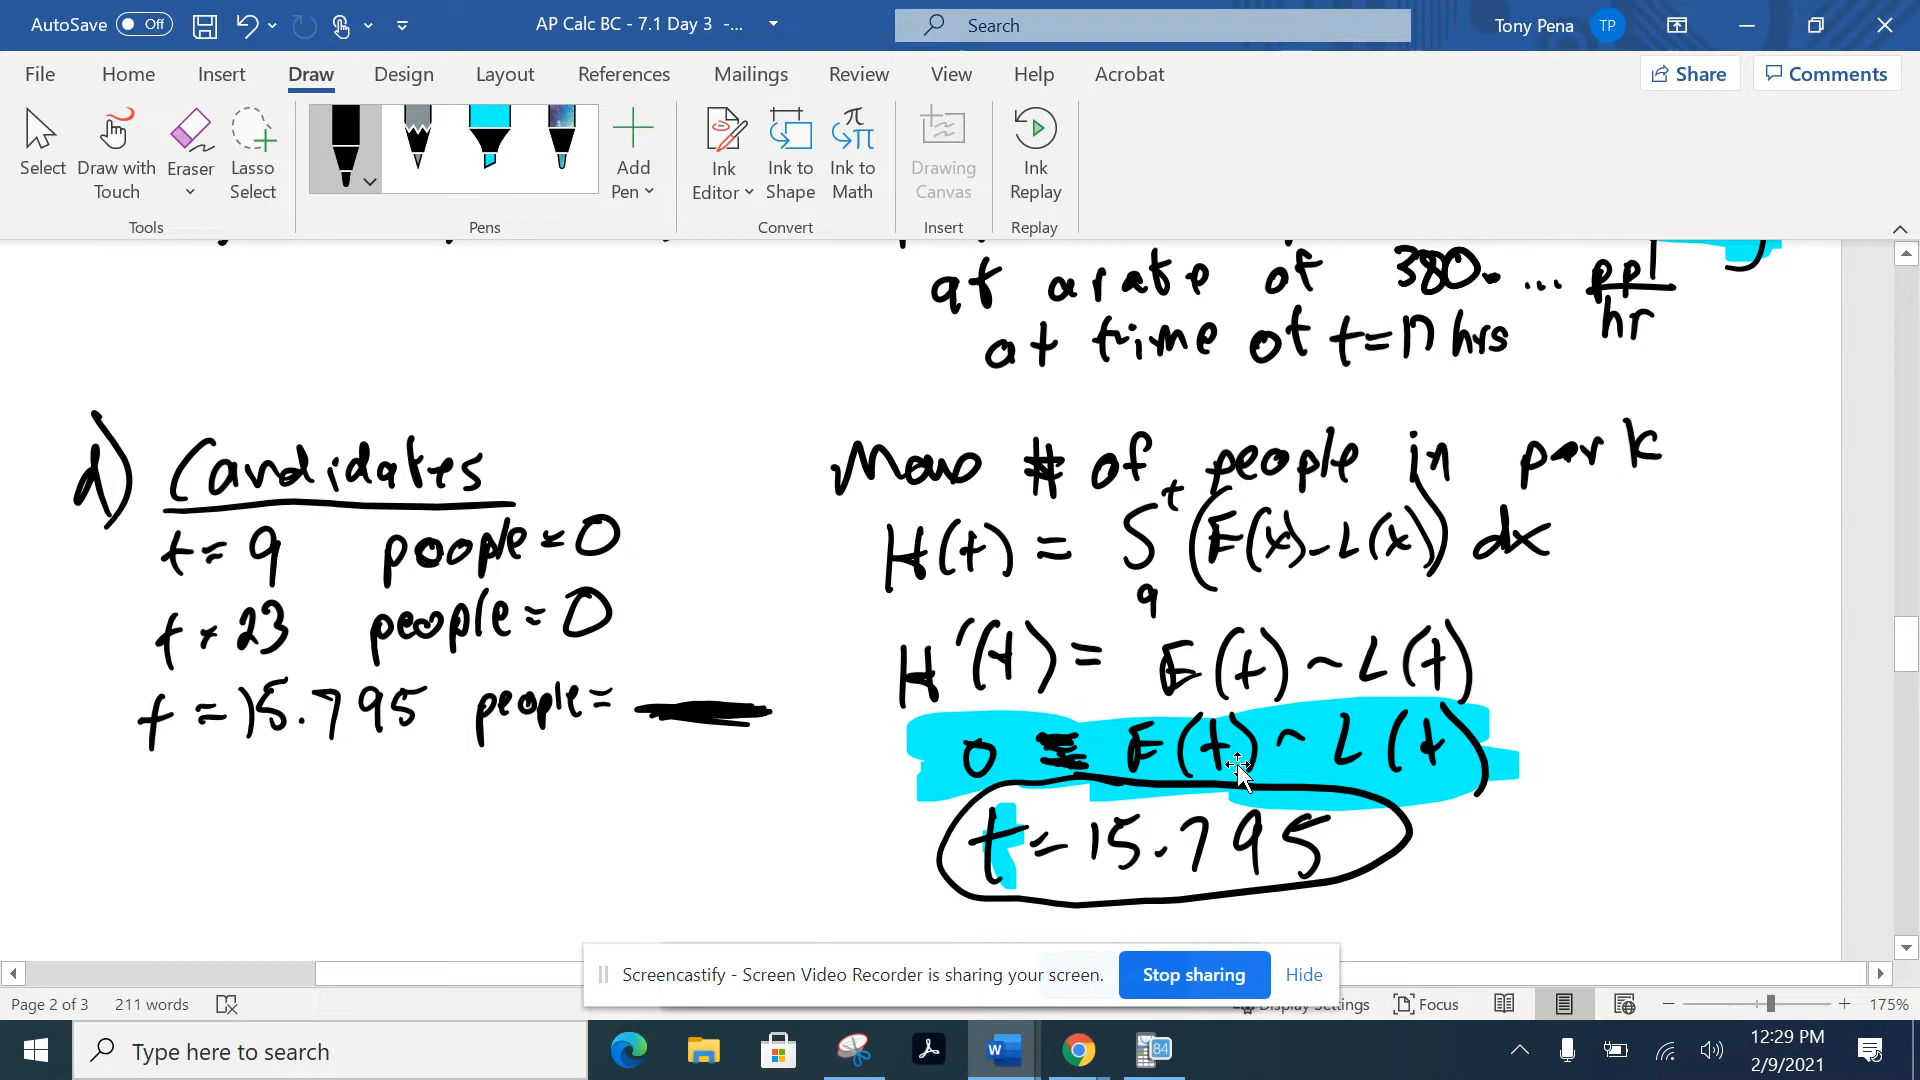 AutoSave Off
AP Calc BC - 7.1 Day 3 -...
Search
Tony Pena
TP
File Home Insert Draw Design Layout References Mailings Review View Help Acrobat
Share
Comments
Select
Draw with Touch
Eraser
Lasso Select
Add Pen
Ink Editor
Ink to Shape
Ink to Math
Drawing Canvas
Ink Replay
Tools Pens Convert Insert Replay
at a rate of 380. ... ppl/hr
at time of t=17 hrs
d) Candidates
t = 9 people = 0
t = 23 people = 0
t = 15.795 people =
Max # of people in park
H(t) = ∫₉ᵗ (E(x) - L(x)) dx
H'(t) = E(t) - L(t)
0 = E(t) - L(t)
t = 15.795
Screencastify - Screen Video Recorder is sharing your screen.
Stop sharing
Hide
Page 2 of 3
211 words
Display Settings
Focus
175%
Type here to search
84
12:29 PM
2/9/2021